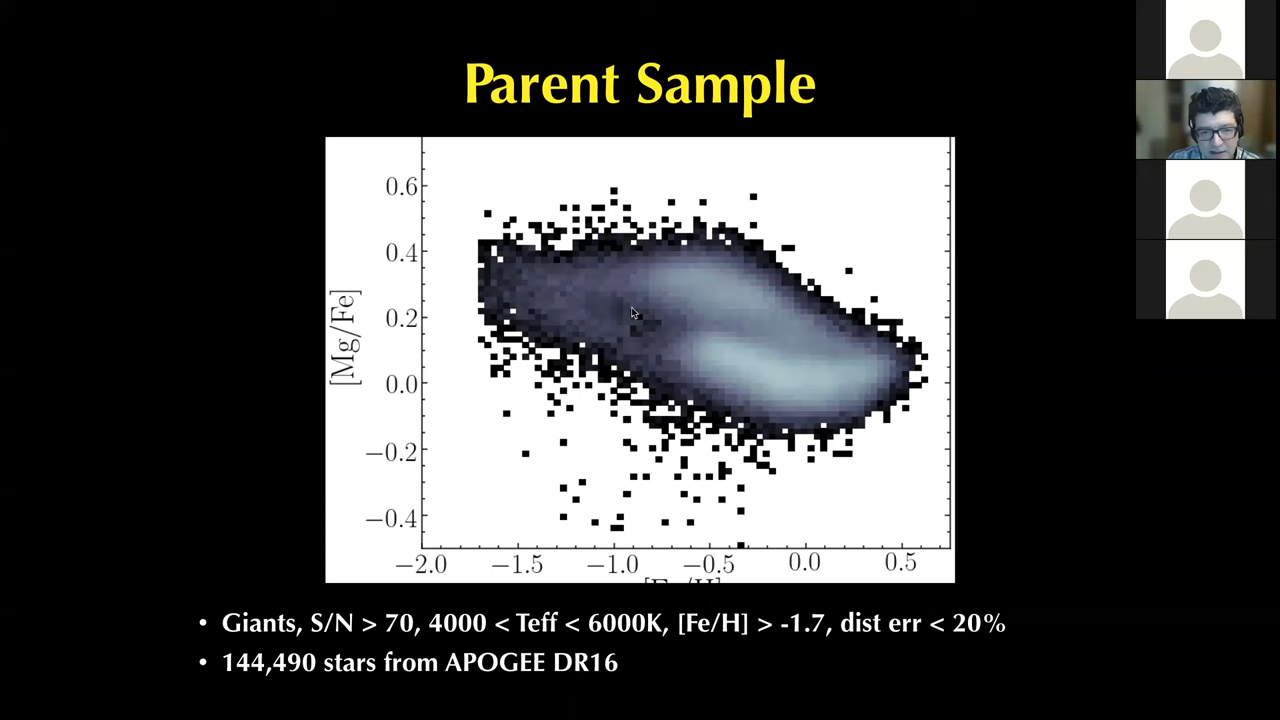 Parent Sample
0.6
0.4
0.2
0.0
−0.2
−0.4
[Mg/Fe]
−2.0 −1.5 −1.0 −0.5 0.0 0.5
[Fe/H]
• Giants, S/N > 70, 4000 < Teff < 6000K, [Fe/H] > -1.7, dist err < 20%
• 144,490 stars from APOGEE DR16